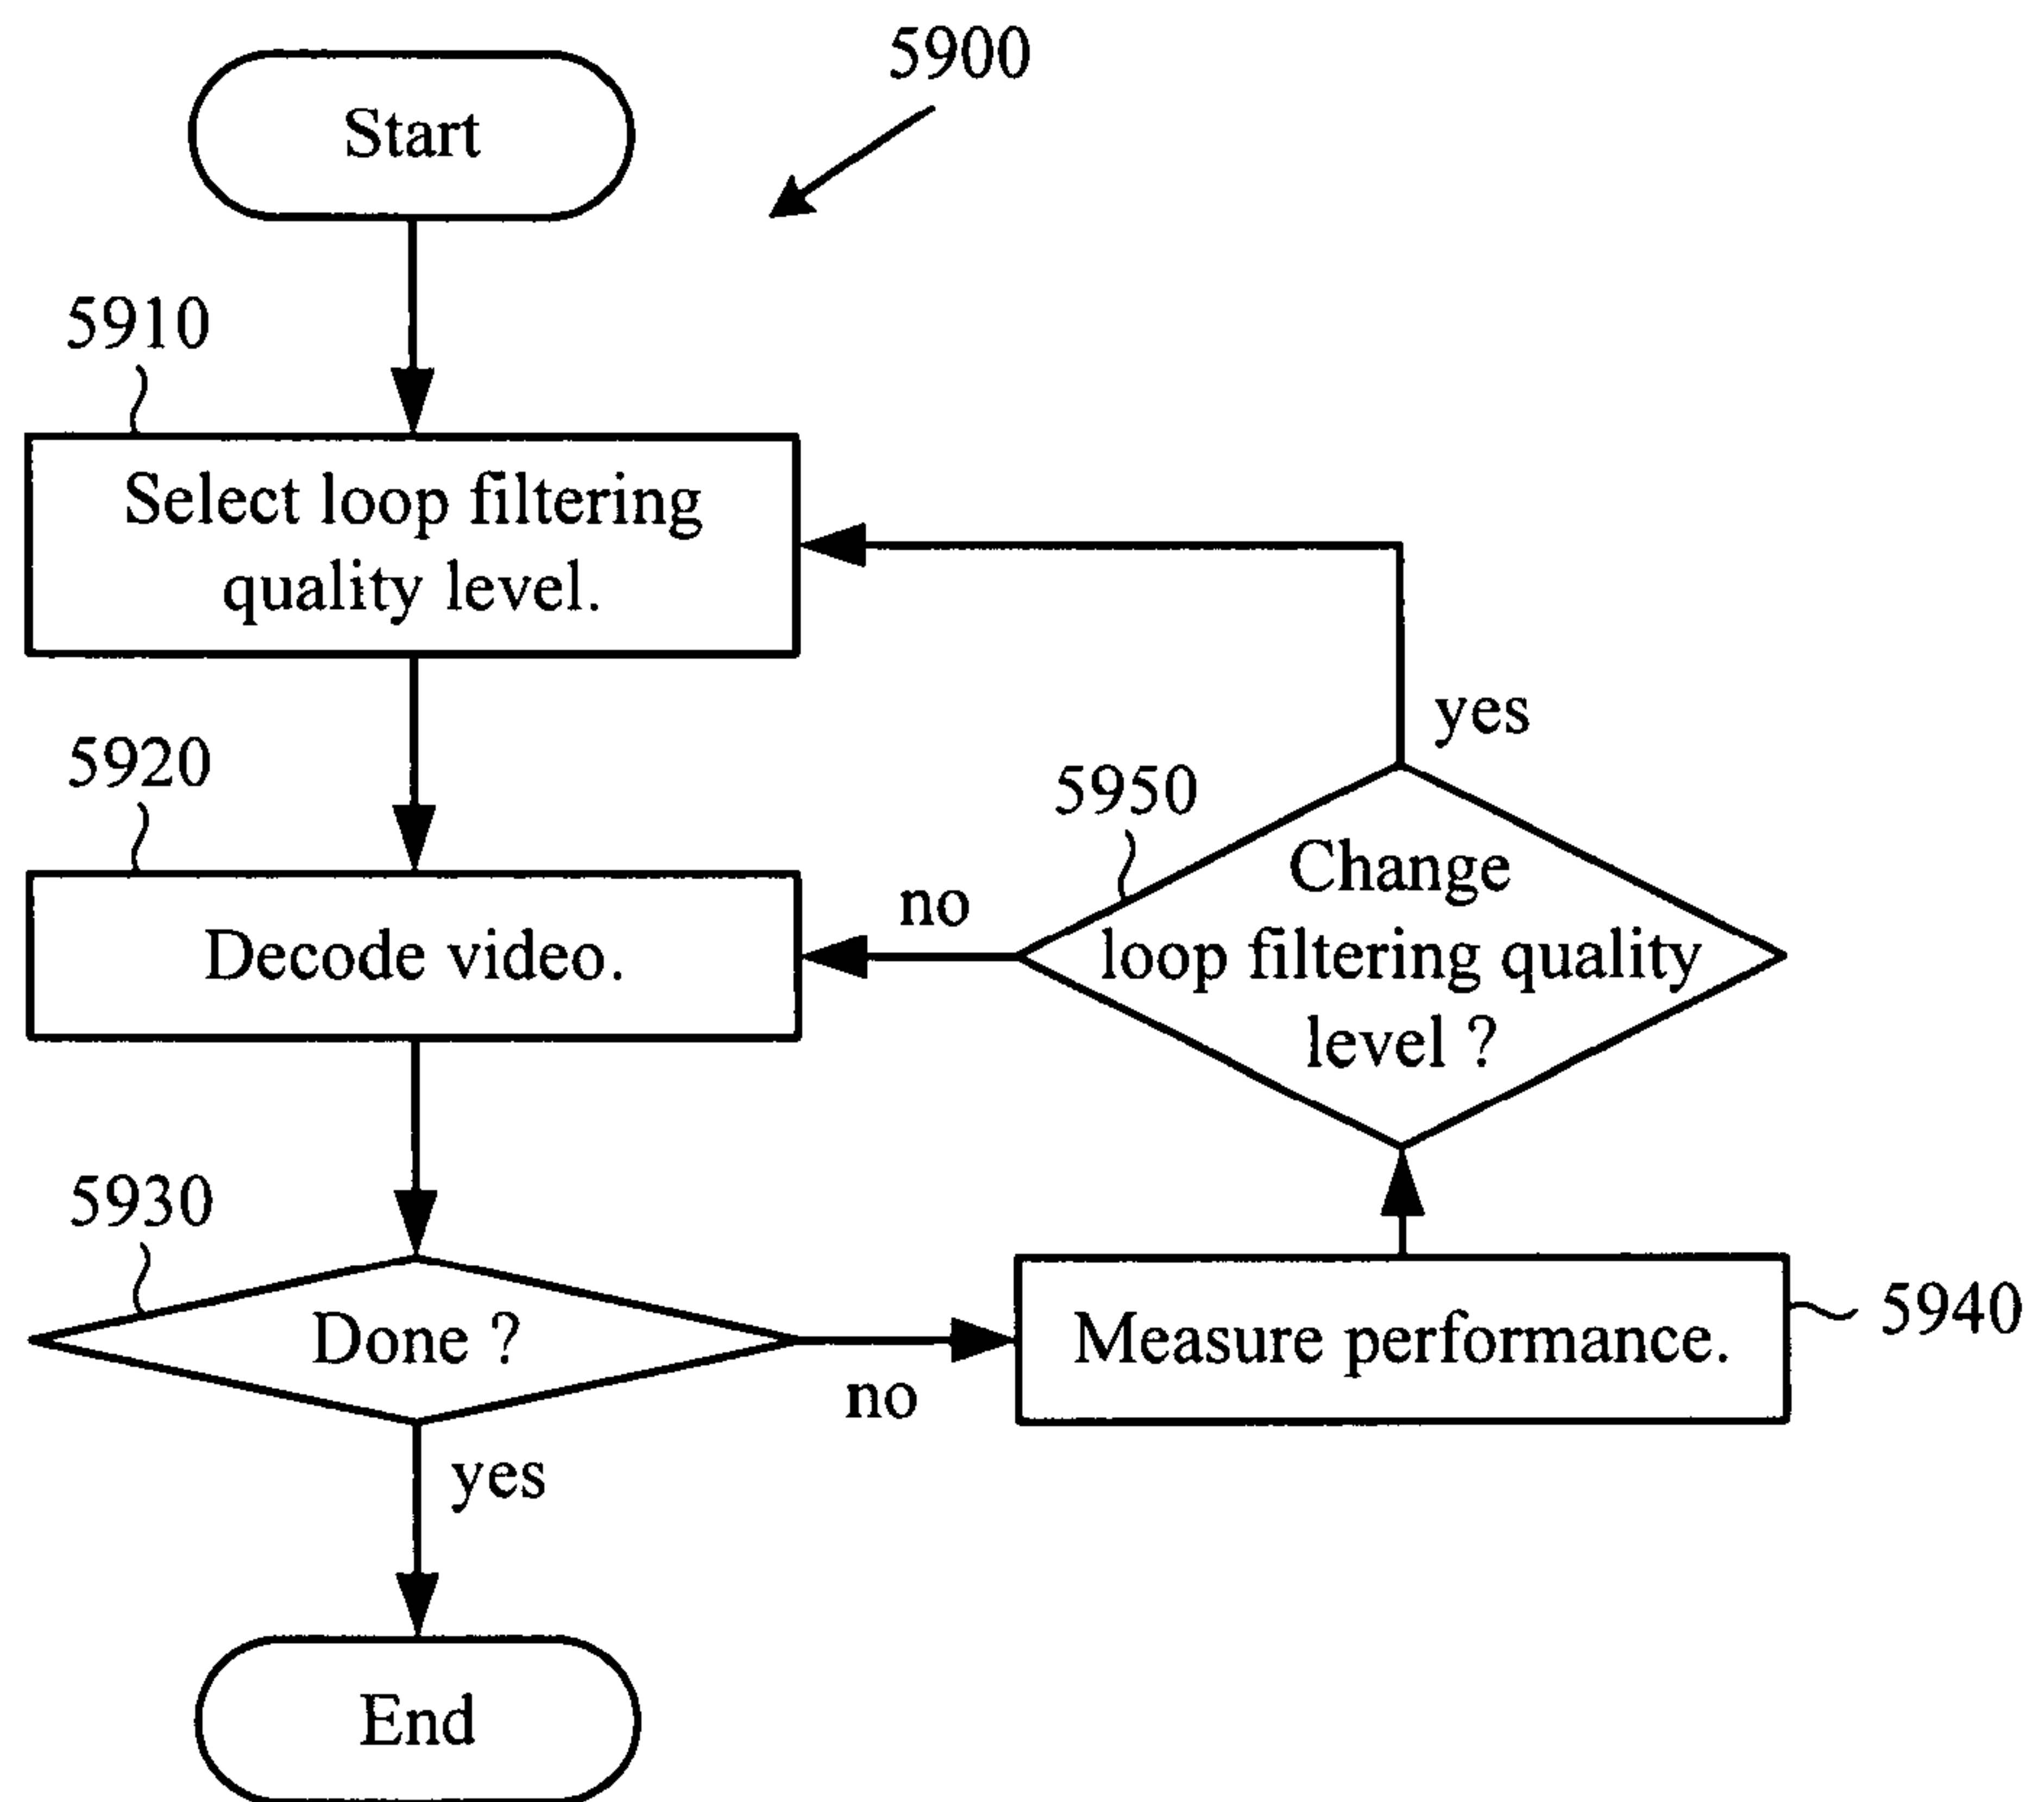 5900
Start
5910
Select loop filtering
quality level.
yes
5920
5950
Change
loop filtering quality
level ?
no
Decode video.
5930
Done ?
no
Measure performance.
5940
yes
End